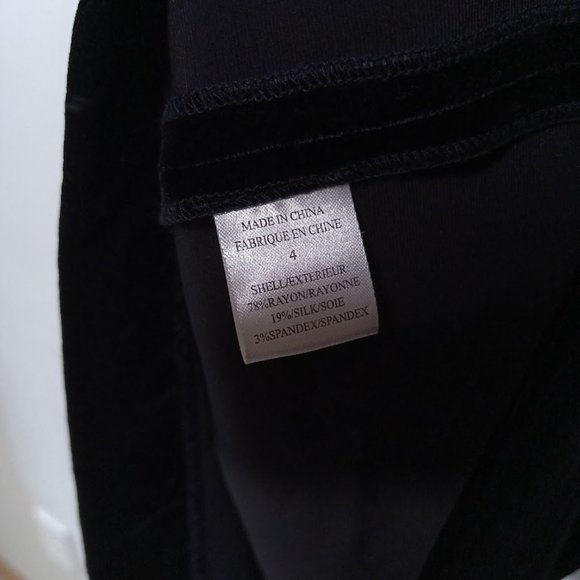 MADE IN CHINA
FABRIQUE EN CHINE
4
SHELL/EXTERIEUR:
78%RAYON/RAYONNE
19%/SILK/SOIE
3%SPANDEX/SPANDEX